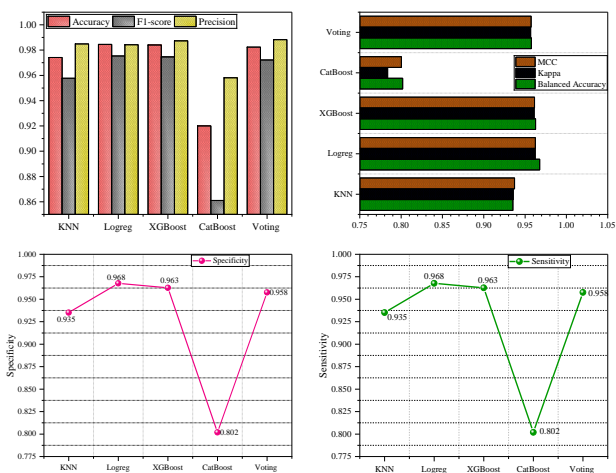 Accuracy F1-score Precision
1.00
0.98
0.96
0.94
0.92
0.90
0.88
0.86
KNN Logreg XGBoost CatBoost Voting
Voting
CatBoost
XGBoost
Logreg
KNN
MCC
Kappa
Balanced Accuracy
0.75 0.80 0.85 0.90 0.95 1.00 1.05
Specificity
Specificity
1.000
0.975
0.950
0.925
0.900
0.875
0.850
0.825
0.800
0.775
0.935
0.968
0.963
0.802
0.958
KNN Logreg XGBoost CatBoost Voting
Sensitivity
Sensitivity
1.000
0.975
0.950
0.925
0.900
0.875
0.850
0.825
0.800
0.775
0.935
0.968
0.963
0.802
0.958
KNN Logreg XGBoost CatBoost Voting